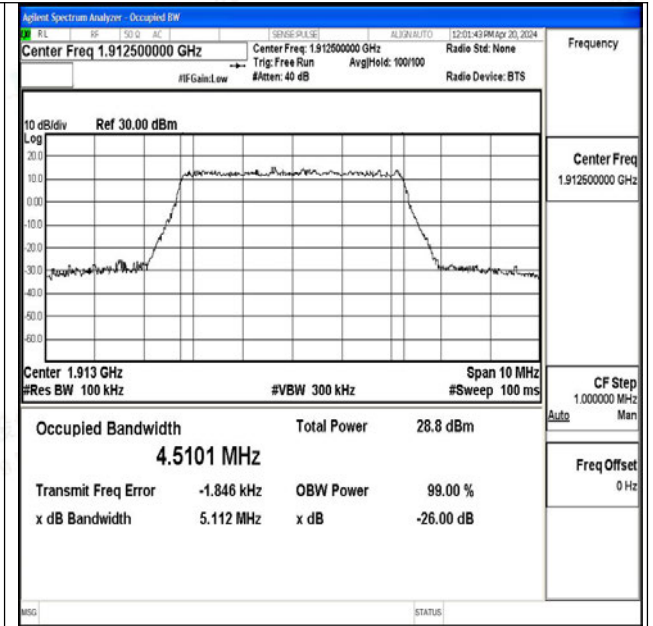 Agilent Spectrum Analyzer - Occupied BW
RL RF 50 Ω AC SENSE:PULSE ALIGN AUTO 12:01:43 PM Apr 20, 2024
Center Freq 1.912500000 GHz
Center Freq: 1.912500000 GHz
Radio Std: None
Trig: Free Run Avg|Hold: 100/100
#IFGain:Low #Atten: 40 dB Radio Device: BTS
10 dB/div Ref 30.00 dBm
Log
20.0
10.0
0.00
-10.0
-20.0
-30.0
-40.0
-50.0
-60.0
Center 1.913 GHz Span 10 MHz
#Res BW 100 kHz #VBW 300 kHz #Sweep 100 ms
Occupied Bandwidth Total Power 28.8 dBm
4.5101 MHz
Transmit Freq Error -1.846 kHz OBW Power 99.00 %
x dB Bandwidth 5.112 MHz x dB -26.00 dB
MSG STATUS
Frequency
Center Freq
1.912500000 GHz
CF Step
1.000000 MHz
Auto Man
Freq Offset
0 Hz